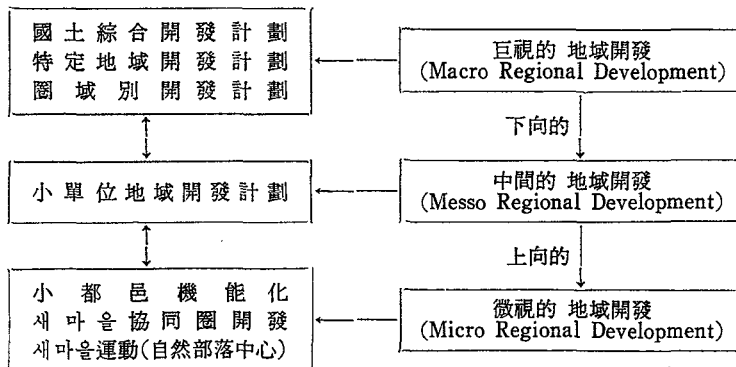 國土綜合開發計劃
特定地域開發計劃
圈域別開發計劃
巨視的 地域開發
(Macro Regional Development)
下向的
小單位地域開發計劃
中間的 地域開發
(Messo Regional Development)
上向的
小都邑機能化
새마을協同圈開發
새마을運動(自然部落中心)
微視的 地域開發
(Micro Regional Development)